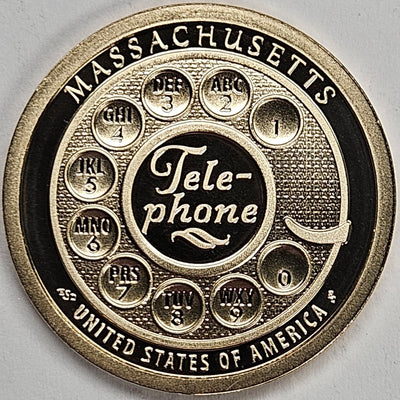 MASSACHUSETTS
1
ABC
2
DEF
3
GHI
4
JKL
5
MNO
6
PRS
7
TUV
8
WXY
9
0
Tele-
phone
UNITED STATES OF AMERICA